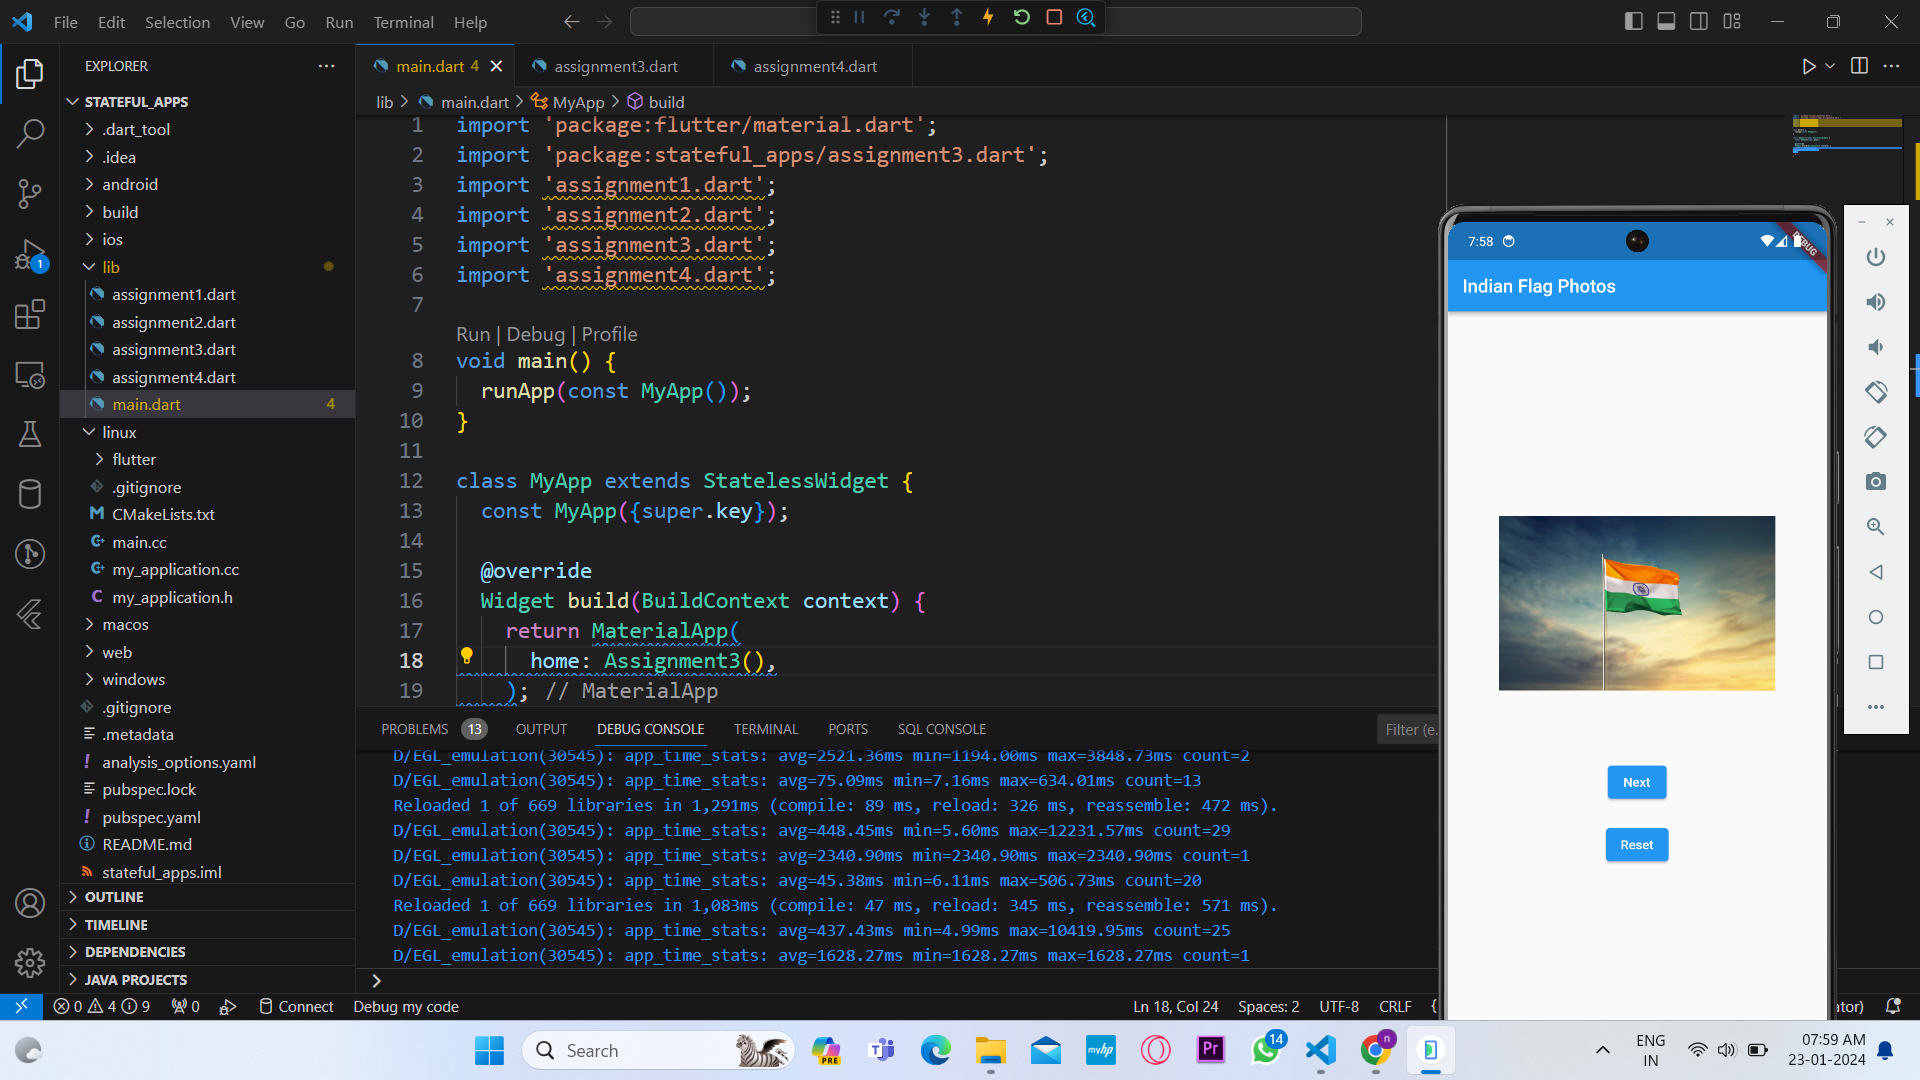 File Edit Selection View Go Run Terminal Help
EXPLORER
STATEFUL_APPS
.dart_tool
.idea
android
build
ios
lib
assignment1.dart
assignment2.dart
assignment3.dart
assignment4.dart
main.dart 4
linux
flutter
.gitignore
CMakeLists.txt
main.cc
my_application.cc
my_application.h
macos
web
windows
.gitignore
.metadata
analysis_options.yaml
pubspec.lock
pubspec.yaml
README.md
stateful_apps.iml
OUTLINE
TIMELINE
DEPENDENCIES
JAVA PROJECTS
1
main.dart 4
assignment3.dart
assignment4.dart
lib > main.dart > MyApp > build
1 import 'package:flutter/material.dart';
2 import 'package:stateful_apps/assignment3.dart';
3 import 'assignment1.dart';
4 import 'assignment2.dart';
5 import 'assignment3.dart';
6 import 'assignment4.dart';
7
Run | Debug | Profile
8 void main() {
9 runApp(const MyApp());
10 }
11
12 class MyApp extends StatelessWidget {
13 const MyApp({super.key});
14
15 @override
16 Widget build(BuildContext context) {
17 return MaterialApp(
18 home: Assignment3(),
19 ); // MaterialApp
PROBLEMS 13 OUTPUT DEBUG CONSOLE TERMINAL PORTS SQL CONSOLE Filter (e.
D/EGL_emulation(30545): app_time_stats: avg=2521.36ms min=1194.00ms max=3848.73ms count=2
D/EGL_emulation(30545): app_time_stats: avg=75.09ms min=7.16ms max=634.01ms count=13
Reloaded 1 of 669 libraries in 1,291ms (compile: 89 ms, reload: 326 ms, reassemble: 472 ms).
D/EGL_emulation(30545): app_time_stats: avg=448.45ms min=5.60ms max=12231.57ms count=29
D/EGL_emulation(30545): app_time_stats: avg=2340.90ms min=2340.90ms max=2340.90ms count=1
D/EGL_emulation(30545): app_time_stats: avg=45.38ms min=6.11ms max=506.73ms count=20
Reloaded 1 of 669 libraries in 1,083ms (compile: 47 ms, reload: 345 ms, reassemble: 571 ms).
D/EGL_emulation(30545): app_time_stats: avg=437.43ms min=4.99ms max=10419.95ms count=25
D/EGL_emulation(30545): app_time_stats: avg=1628.27ms min=1628.27ms max=1628.27ms count=1
>
7:58
DEBUG
Indian Flag Photos
Next
Reset
0 4 9 0 Connect Debug my code Ln 18, Col 24 Spaces: 2 UTF-8 CRLF { ator)
Search
PRE
myhp
Pr
14
n
ENG
IN
07:59 AM
23-01-2024